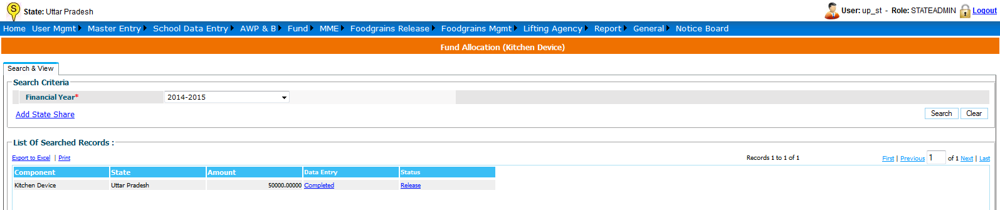 S
State: Uttar Pradesh
User: up_st - Role: STATEADMIN Logout
Home User Mgmt Master Entry School Data Entry AWP & B Fund MME Foodgrains Release Foodgrains Mgmt Lifting Agency Report General Notice Board
Fund Allocation (Kitchen Device)
Search & View
Search Criteria
Financial Year* 2014-2015
Add State Share Search Clear
List Of Searched Records :
Export to Excel | Print Records 1 to 1 of 1 First | Previous 1 of 1 Next | Last
Component State Amount Data Entry Status
Kitchen Device Uttar Pradesh 50000.00000 Completed Release